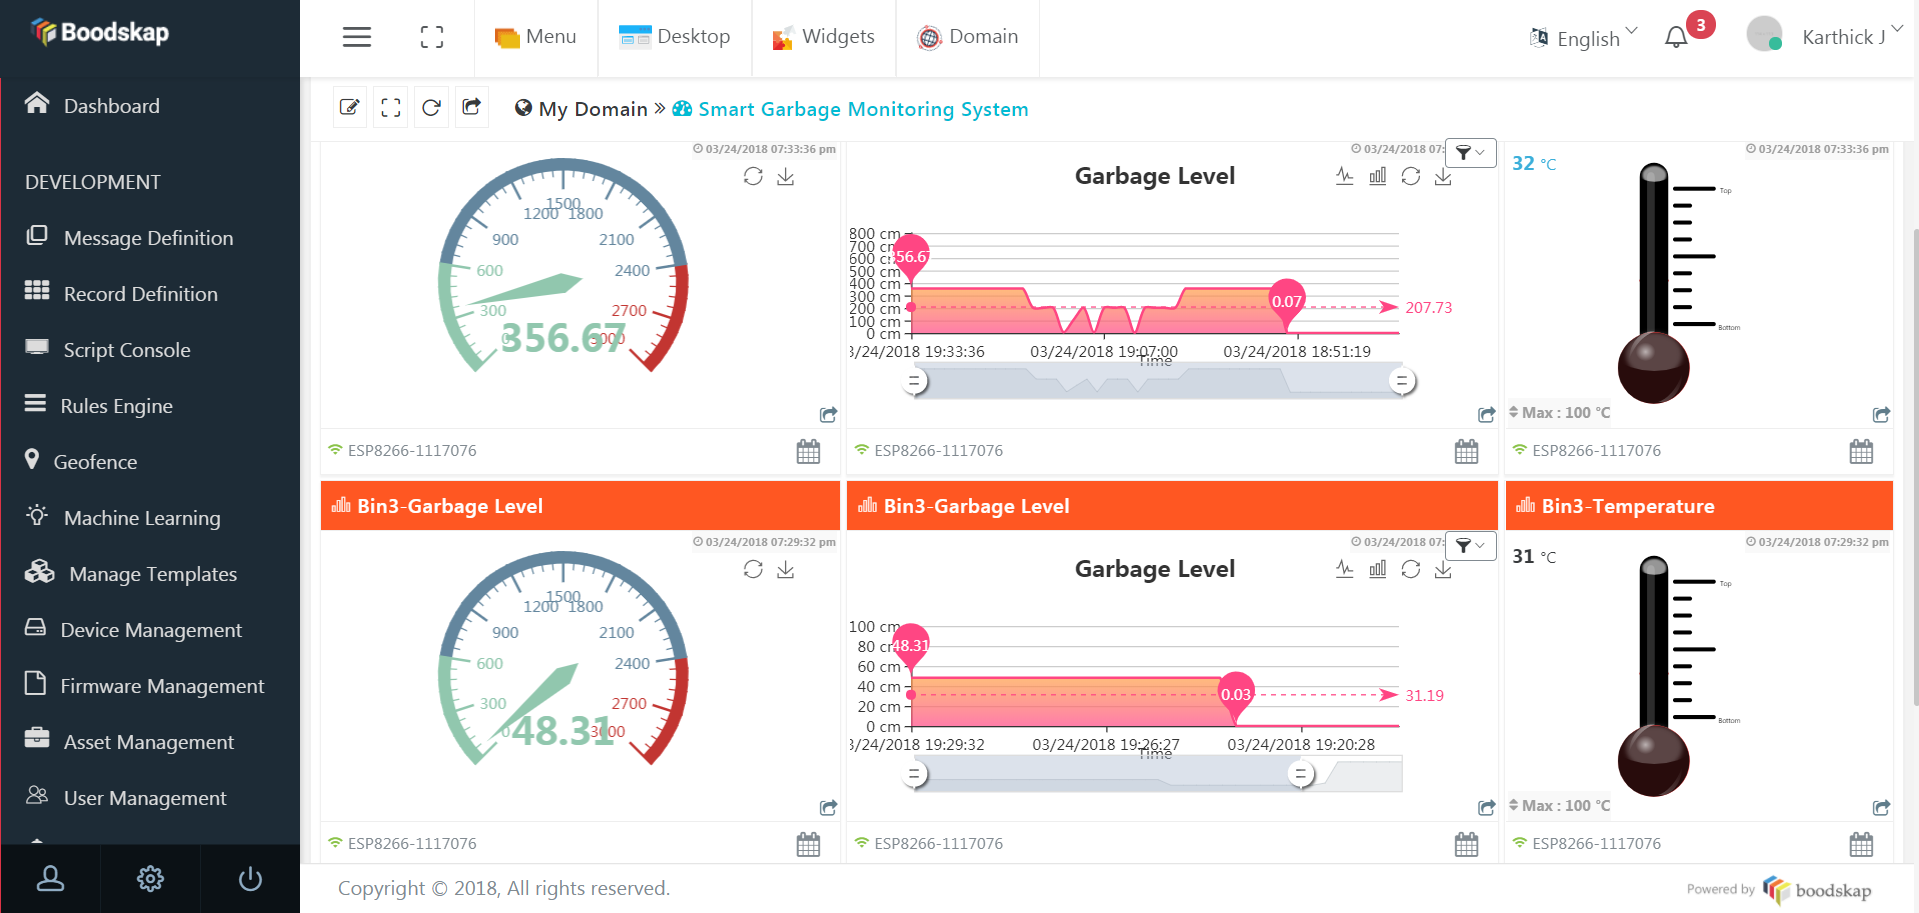 Boodskap
Menu
Desktop
Widgets
Domain
English
3
Karthick J
Dashboard
DEVELOPMENT
Message Definition
Record Definition
Script Console
Rules Engine
Geofence
Machine Learning
Manage Templates
Device Management
Firmware Management
Asset Management
User Management
My Domain » Smart Garbage Monitoring System
03/24/2018 07:33:36 pm
0
300
600
900
1200
1500
1800
2100
2400
2700
3000
356.67
ESP8266-1117076
03/24/2018 07:
Garbage Level
800 cm
700 cm
600 c
500 cm
400 cm
300 cm
200 cm
100 cm
0 cm
56.6
0.07
207.73
3/24/2018 19:33:36
03/24/2018 19:07:00
03/24/2018 18:51:19
Time
ESP8266-1117076
03/24/2018 07:33:36 pm
32 °C
Top
Bottom
Max : 100 °C
ESP8266-1117076
Bin3-Garbage Level
03/24/2018 07:29:32 pm
0
300
600
900
1200
1500
1800
2100
2400
2700
3000
48.31
ESP8266-1117076
Bin3-Garbage Level
03/24/2018 07:
Garbage Level
100 cm
80 cm
60 cm
40 cm
20 cm
0 cm
48.31
0.03
31.19
3/24/2018 19:29:32
03/24/2018 19:26:27
03/24/2018 19:20:28
Time
ESP8266-1117076
Bin3-Temperature
03/24/2018 07:29:32 pm
31 °C
Top
Bottom
Max : 100 °C
ESP8266-1117076
Copyright © 2018, All rights reserved.
Powered by boodskap